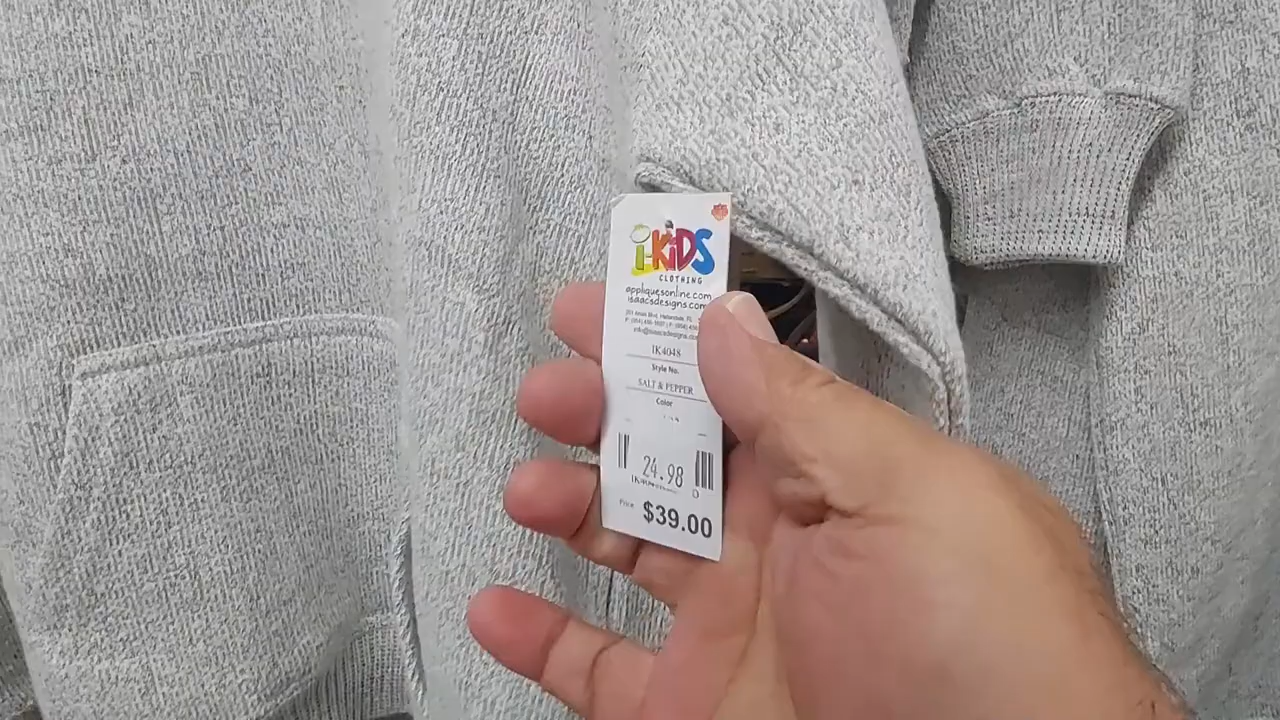 i-KiDS
CLOTHING
appliquesonline.com
isaacsdesigns.com
IK4048
Style No.
SALT & PEPPER
Color
24.98
Price
$39.00